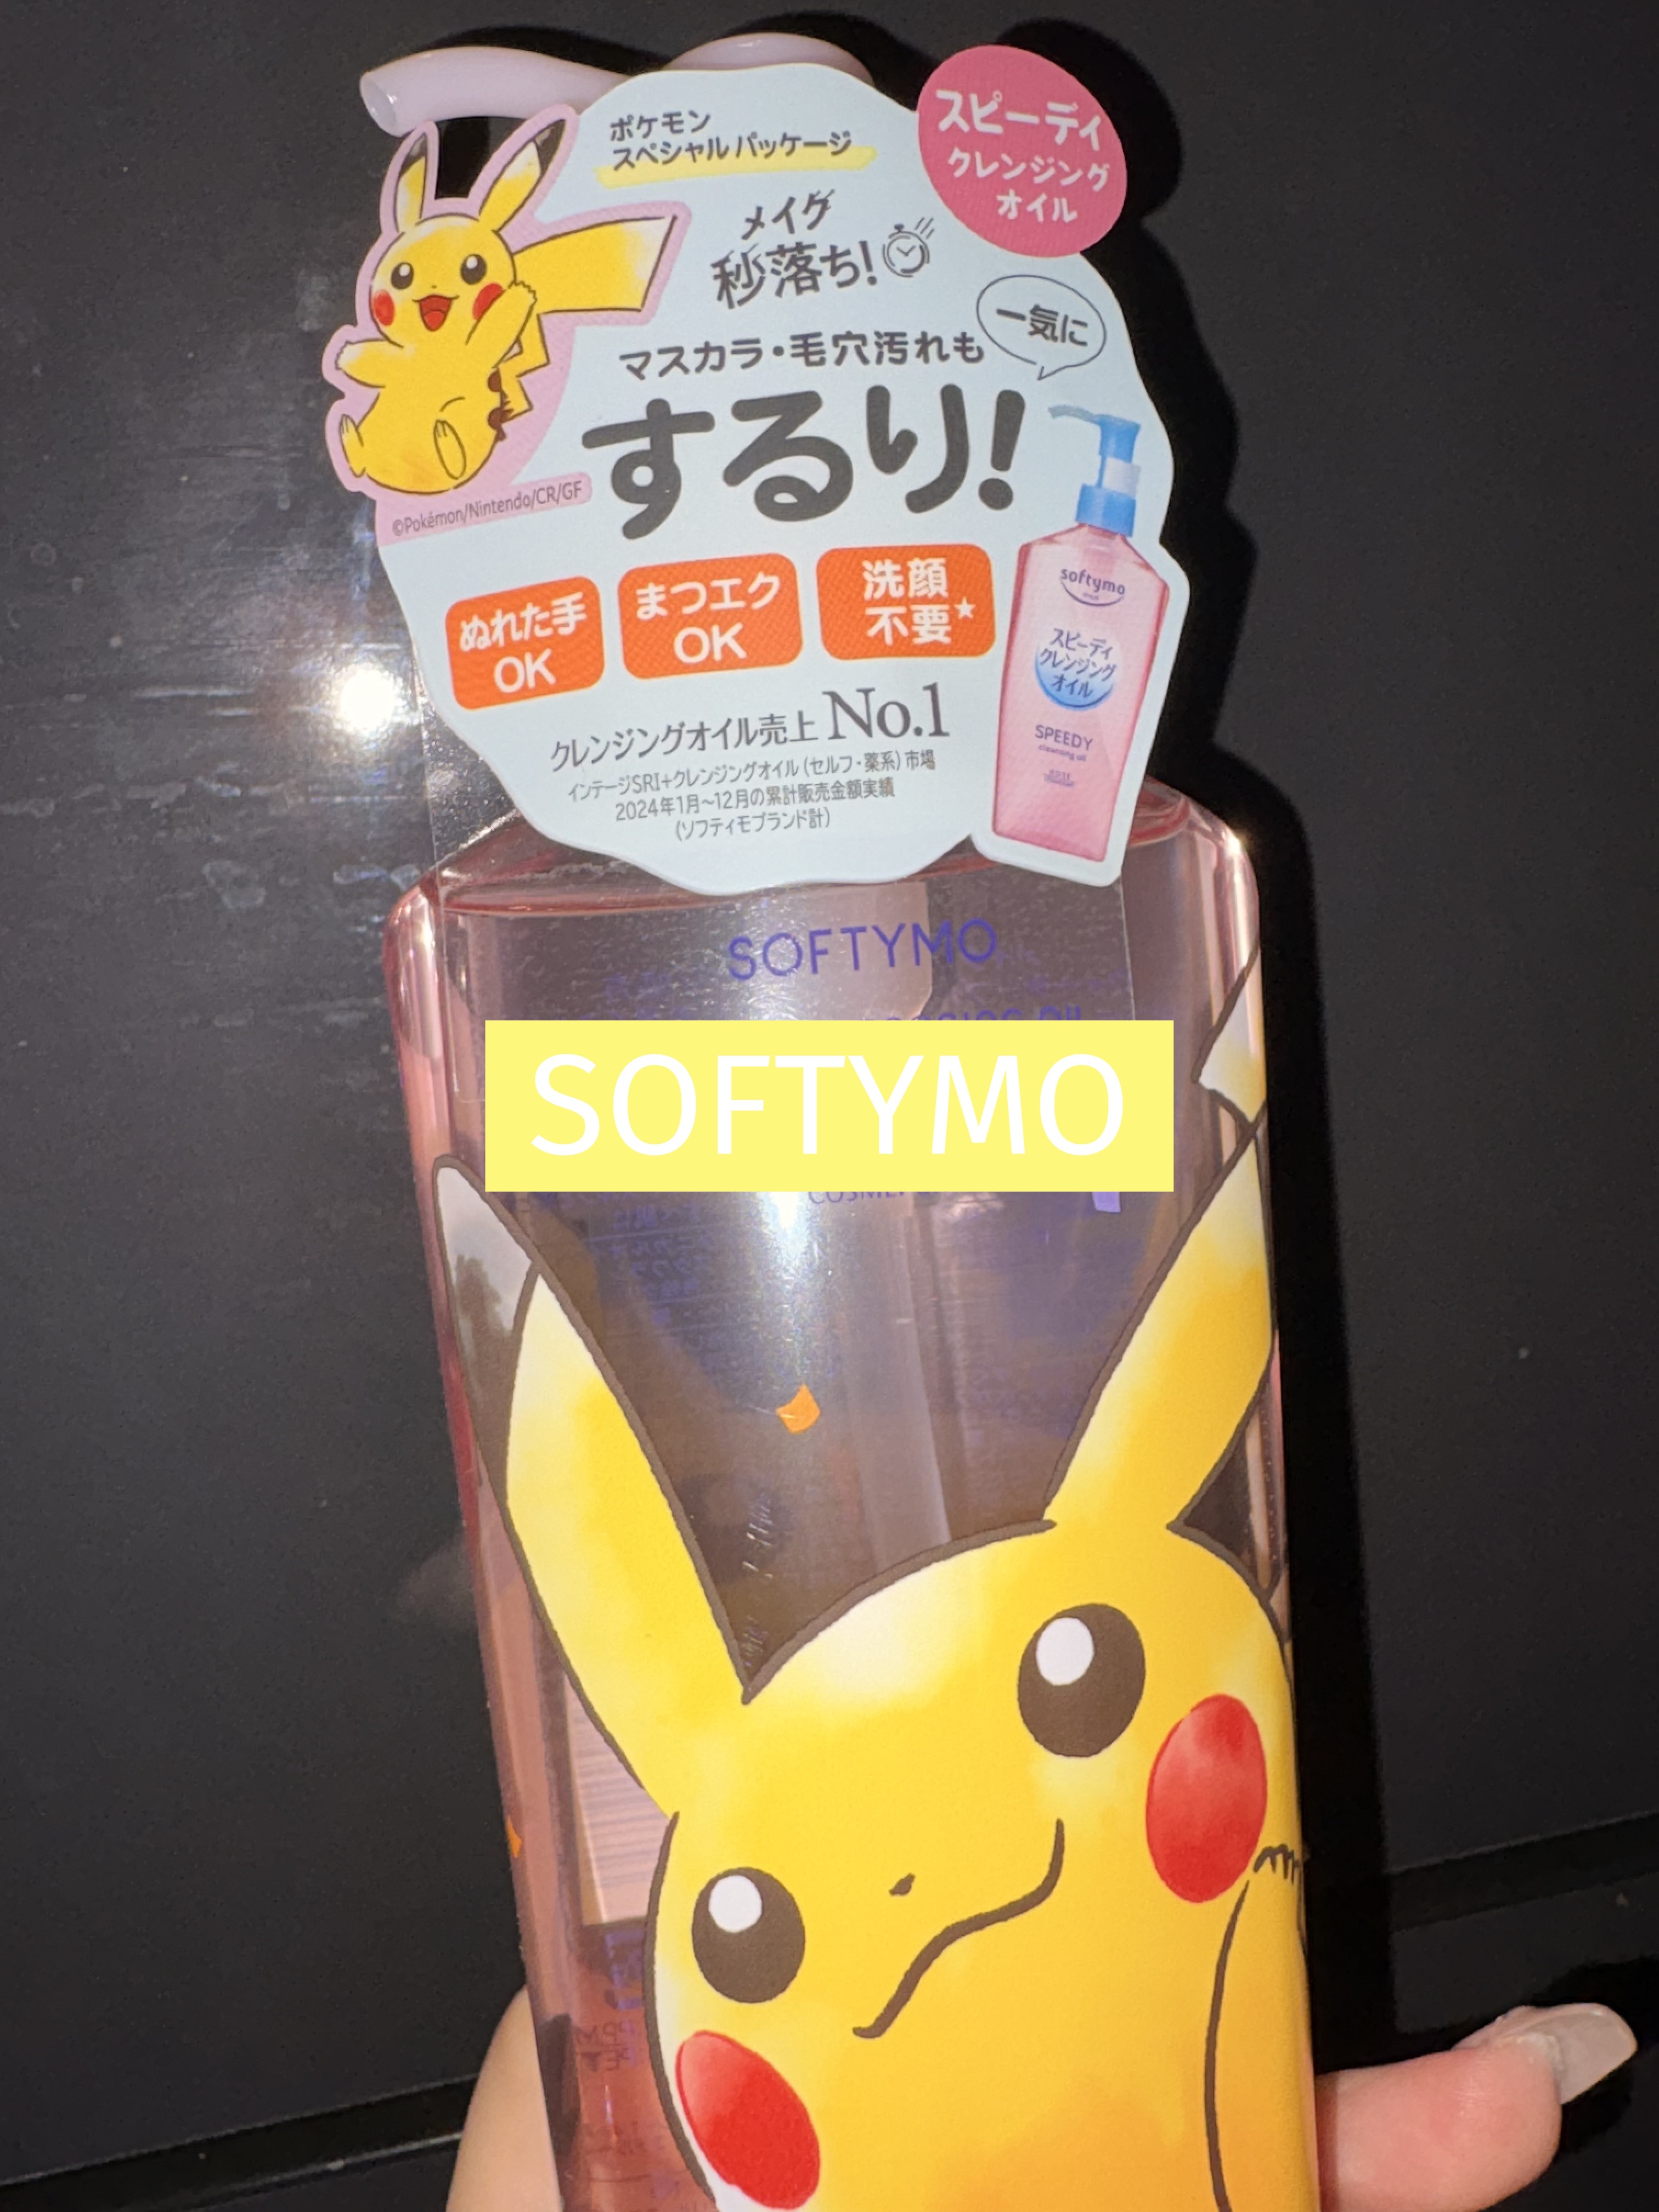 ポケモン
スペシャルパッケージ
スピーディ
クレンジング
オイル
メイク
秒落ち!
一気に
マスカラ・毛穴汚れも
するり!
©Pokémon/Nintendo/CR/GF
ぬれた手
OK
まつエク
OK
洗顔
不要★
softymo
スピーディ
クレンジング
オイル
SPEEDY
cleansing oil
クレンジングオイル売上 No.1
インテージSRI+クレンジングオイル(セルフ・薬系)市場
2024年1月~12月の累計販売金額実績
(ソフティモブランド計)
SOFTYMO
SOFTYMO